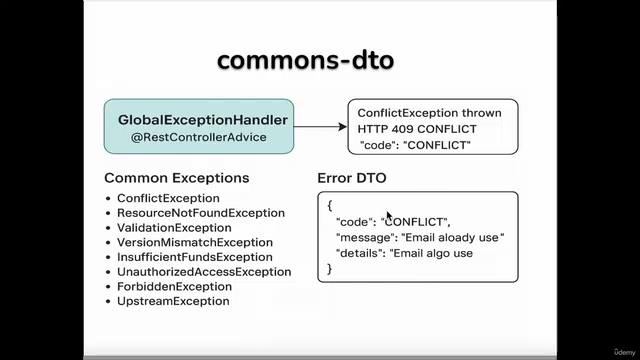 commons-dto
GlobalExceptionHandler
@RestControllerAdvice
ConflictException thrown
HTTP 409 CONFLICT
"code": "CONFLICT"
Common Exceptions
• ConflictException
• ResourceNotFoundException
• ValidationException
• VersionMismatchException
• InsufficientFundsException
• UnauthorizedAccessException
• ForbiddenException
• UpstreamException
Error DTO
{
"code": "CONFLICT",
"message": "Email aloady use"
"details": "Email algo use
}
udemy